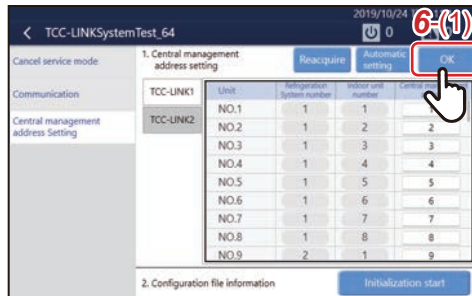 2019/10/24 T
6-(1)
TCC-LINKSystemTest_64
0
Cancel service mode
Communication
Central management
address Setting
1. Central management
address setting
Reacquire
Automatic
setting
OK
TCC-LINK1
TCC-LINK2
Unit
Refrigeration
System number
Indoor unit
number
Central
NO.1 1 1
NO.2 1 2 2
NO.3 1 3 3
NO.4 1 4 4
NO.5 1 5 5
NO.6 1 6 6
NO.7 1 7 7
NO.8 1 8 8
NO.9 2 1 9
2. Configuration file information
Initialization start